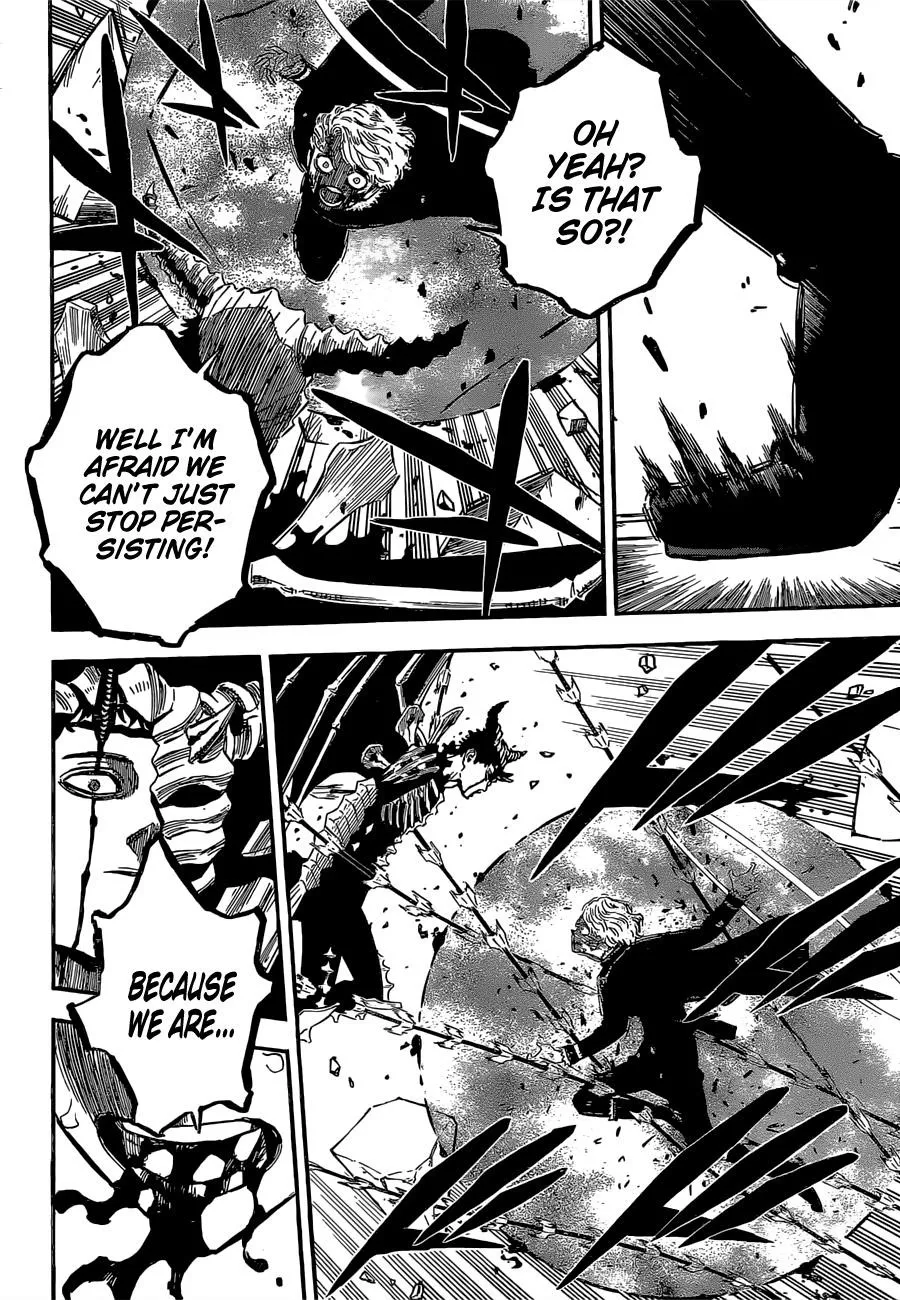 OH
YEAH?
IS THAT
SO?!
WELL I'M
AFRAID WE
CAN'T JUST
STOP PER-
SISTING!
BECAUSE
WE ARE...